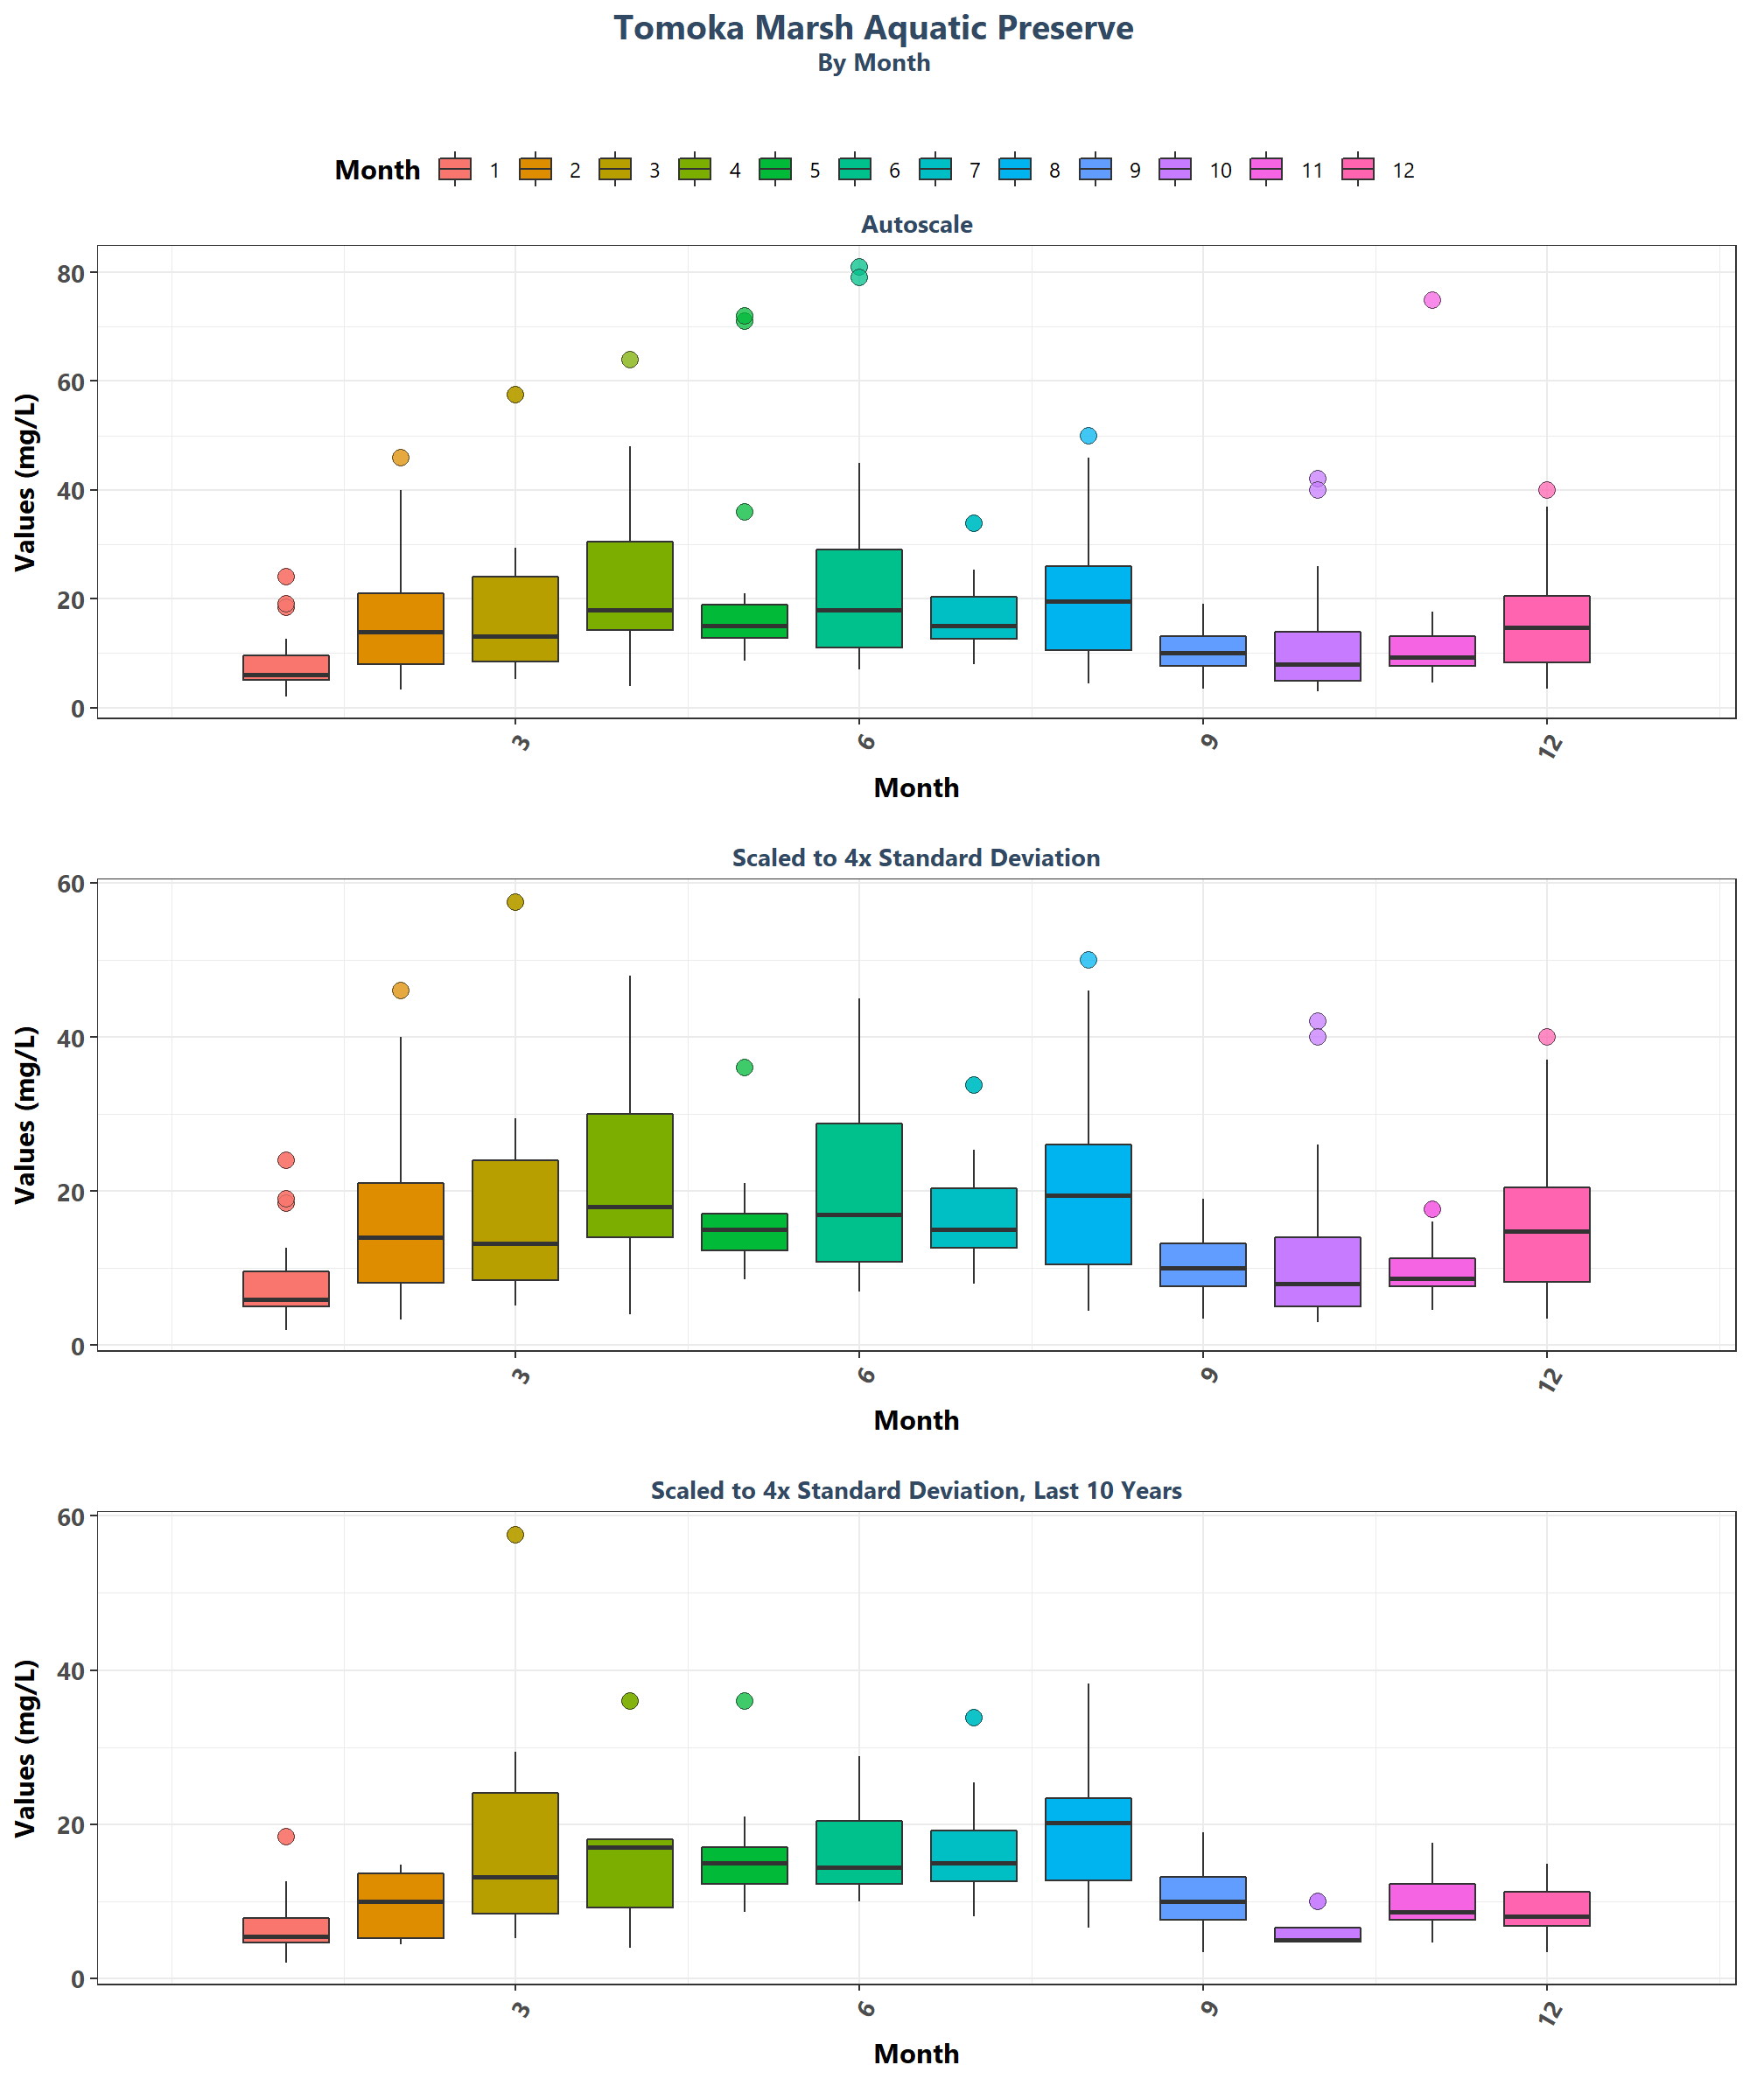 Tomoka Marsh Aquatic Preserve
By Month
Month 1 2 3 4 5 6 7 8 9 10 11 12
Autoscale
Values (mg/L)
80
60
40
20
0
3 6 9 12
Month
Scaled to 4x Standard Deviation
Values (mg/L)
60
40
20
0
3 6 9 12
Month
Scaled to 4x Standard Deviation, Last 10 Years
Values (mg/L)
60
40
20
0
3 6 9 12
Month